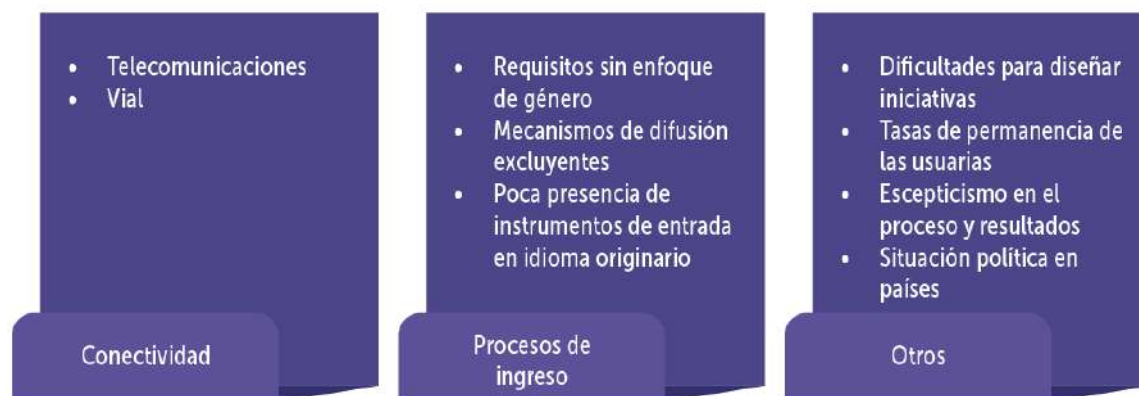 • Telecomunicaciones
• Vial
Conectividad
• Requisitos sin enfoque
de género
• Mecanismos de difusión
excluyentes
• Poca presencia de
instrumentos de entrada
en idioma originario
Procesos de
ingreso
• Dificultades para diseñar
iniciativas
• Tasas de permanencia de
las usuarias
• Escepticismo en el
proceso y resultados
• Situación política en
países
Otros